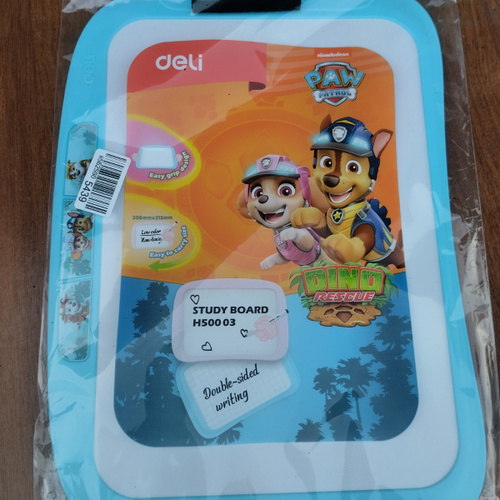 deli
nickelodeon
PAW
PATROL
Easy grip design
5439
Easy to carry size
DINO
RESCUE
STUDY BOARD
H500 03
Double-sided
writing